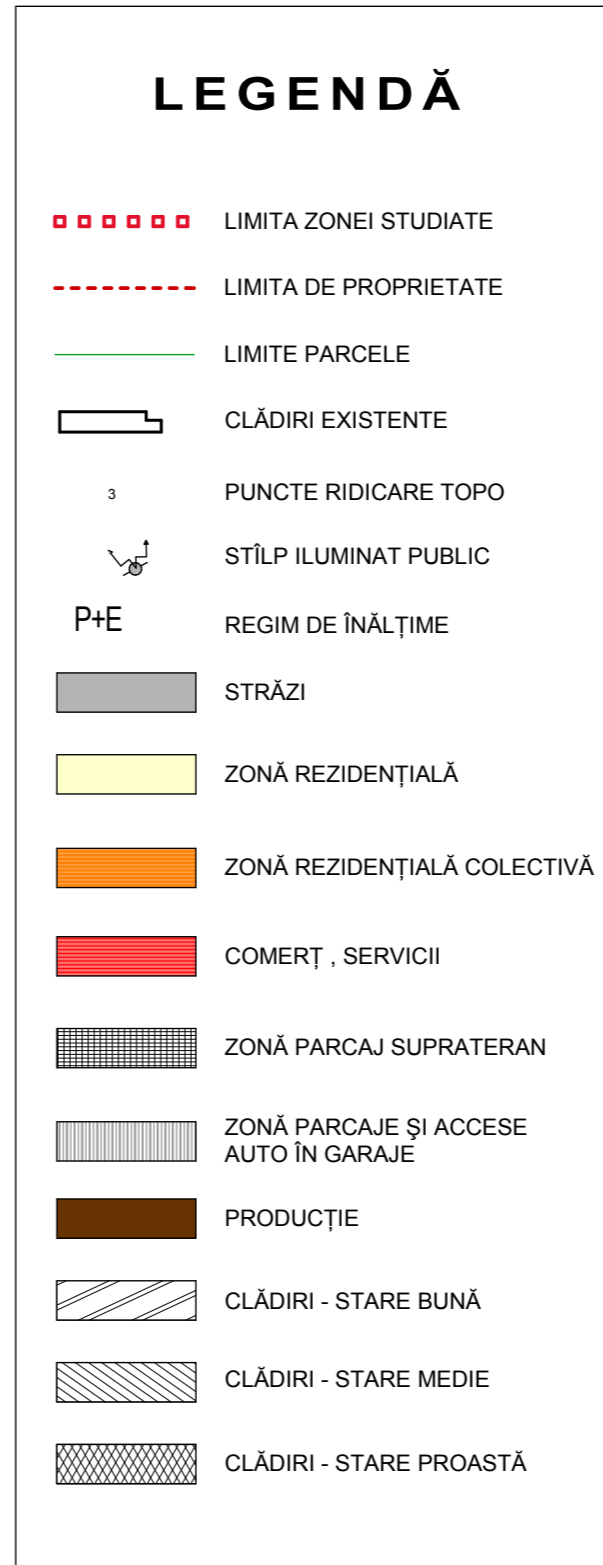 LEGENDĂ
LIMITA ZONEI STUDIATE
LIMITA DE PROPRIETATE
LIMITE PARCELE
CLĂDIRI EXISTENTE
3 PUNCTE RIDICARE TOPO
STÎLP ILUMINAT PUBLIC
P+E REGIM DE ÎNĂLȚIME
STRĂZI
ZONĂ REZIDENȚIALĂ
ZONĂ REZIDENȚIALĂ COLECTIVĂ
COMERȚ , SERVICII
ZONĂ PARCAJ SUPRATERAN
ZONĂ PARCAJE ŞI ACCESE
AUTO ÎN GARAJE
PRODUCȚIE
CLĂDIRI - STARE BUNĂ
CLĂDIRI - STARE MEDIE
CLĂDIRI - STARE PROASTĂ